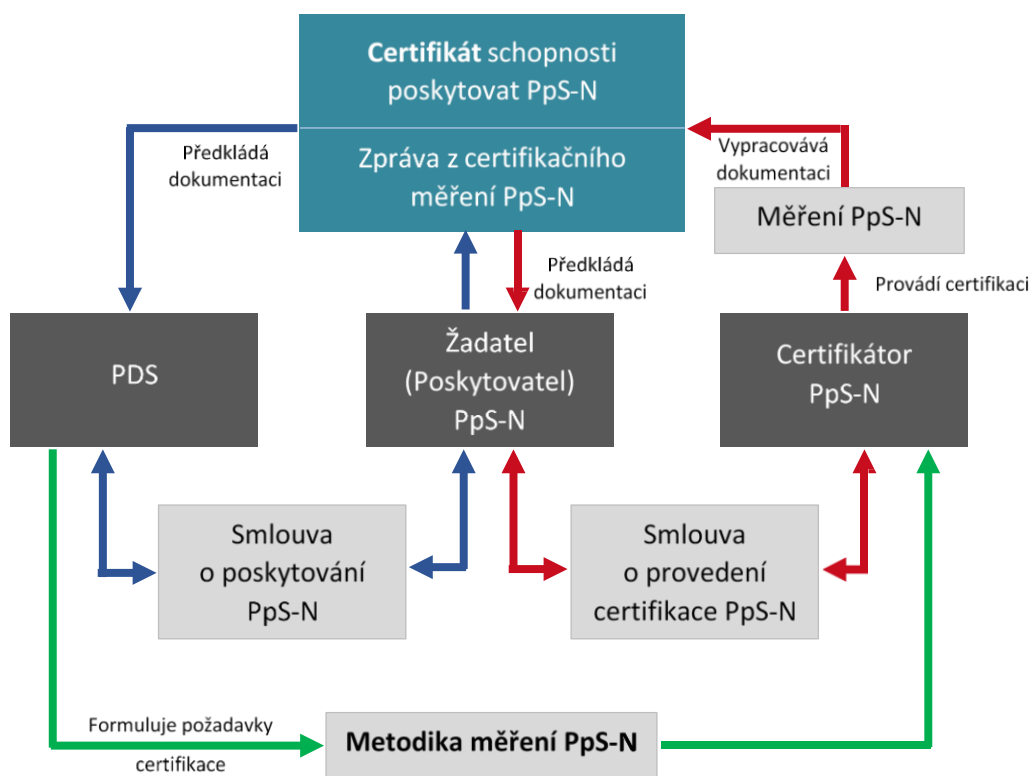 Certifikát schopnosti
poskytovat PpS-N
Zpráva z certifikačního
měření PpS-N
Předkládá
dokumentaci
Vypracovává
dokumentaci
Měření PpS-N
Předkládá
dokumentaci
Provádí certifikaci
PDS
Žadatel
(Poskytovatel)
PpS-N
Certifikátor
PpS-N
Smlouva
o poskytování
PpS-N
Smlouva
o provedení
certifikace PpS-N
Formuluje požadavky
certifikace
Metodika měření PpS-N